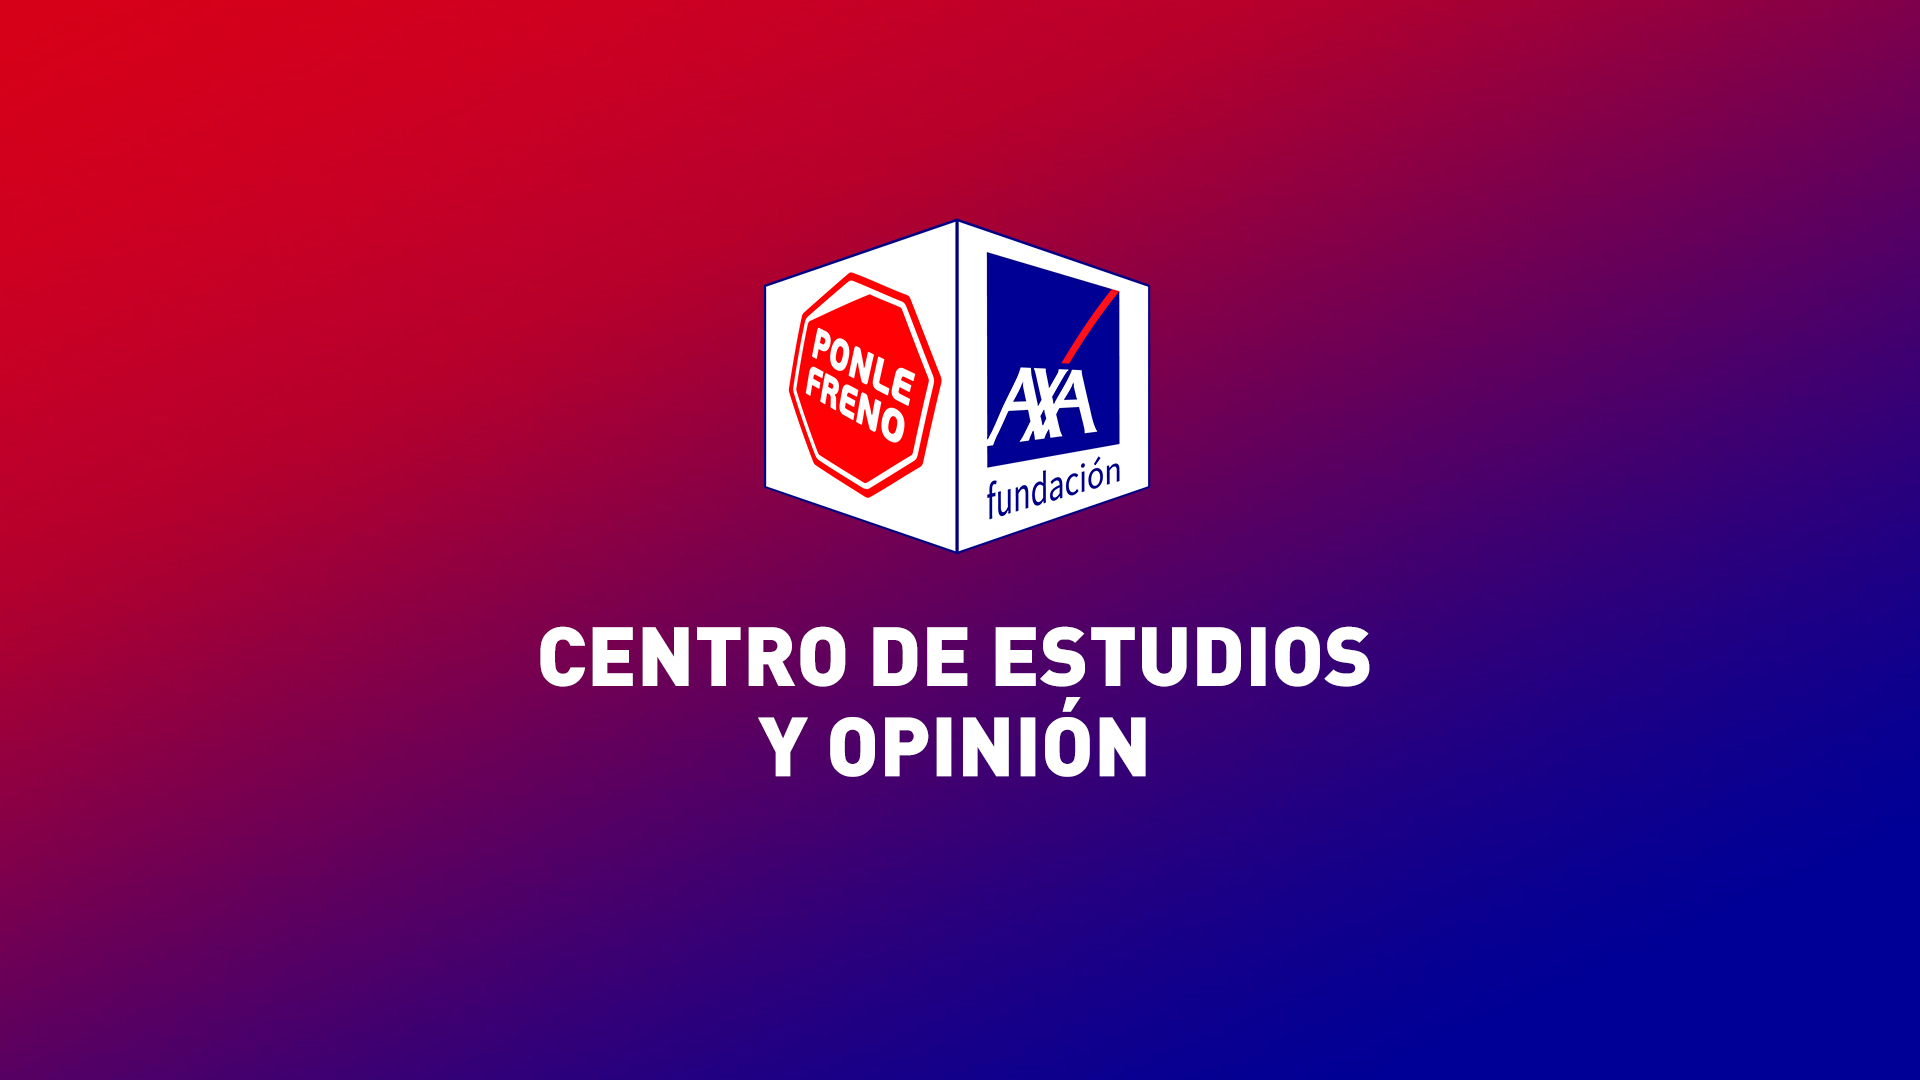 PONLE
FRENO
AXA
fundación
CENTRO DE ESTUDIOS
Y OPINIÓN